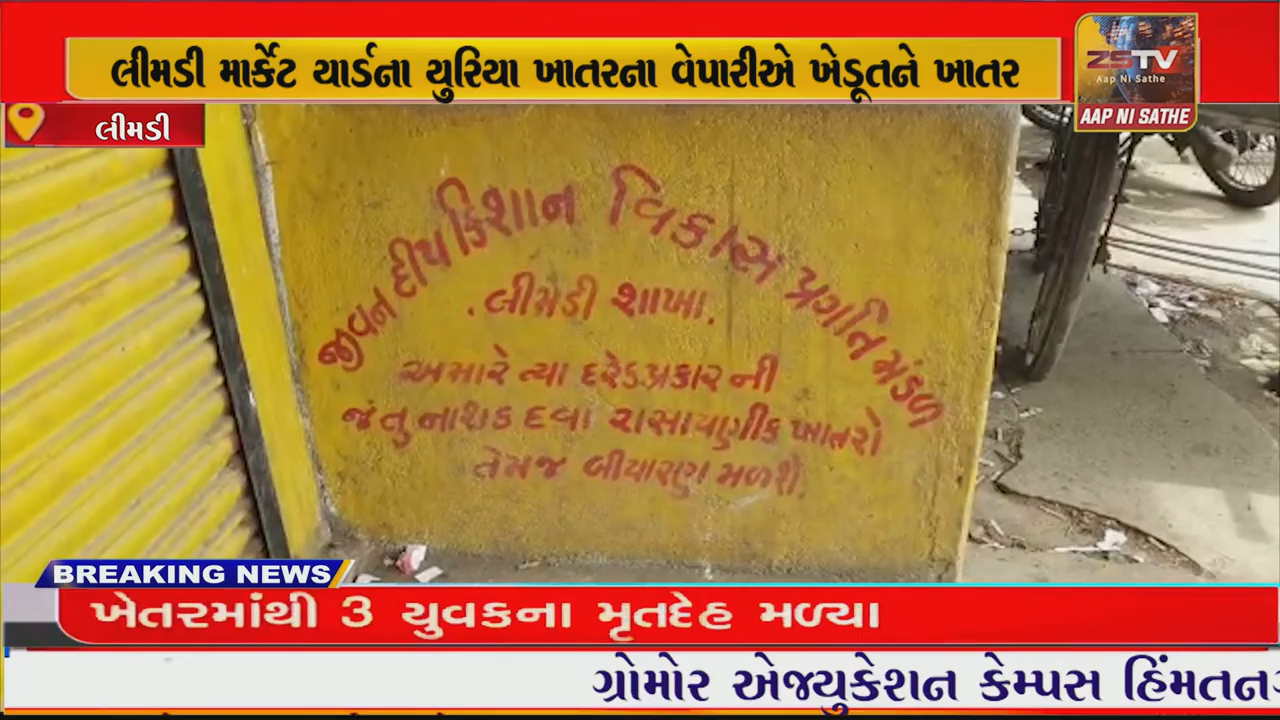 લીમડી માર્કેટ યાર્ડના યુરિયા ખાતરના વેપારીએ ખેડૂતને ખાતર
ZSTV
Aap Ni Sathe
AAP NI SATHE
લીમડી
જીવન દીપ કિશાન વિકાસ પ્રગતિ મંડળ
.લીમડી શાખા.
અમારે ત્યા દરેકપ્રકાર ની
જંતુ નાશક દવા રાસાયણીક ખાતરો
તેમજ બીયારણ મળશે.
BREAKING NEWS
ખેતરમાંથી 3 યુવકના મૃતદેહ મળ્યા
ગ્રોમોર એજ્યુકેશન કેમ્પસ હિંમતન